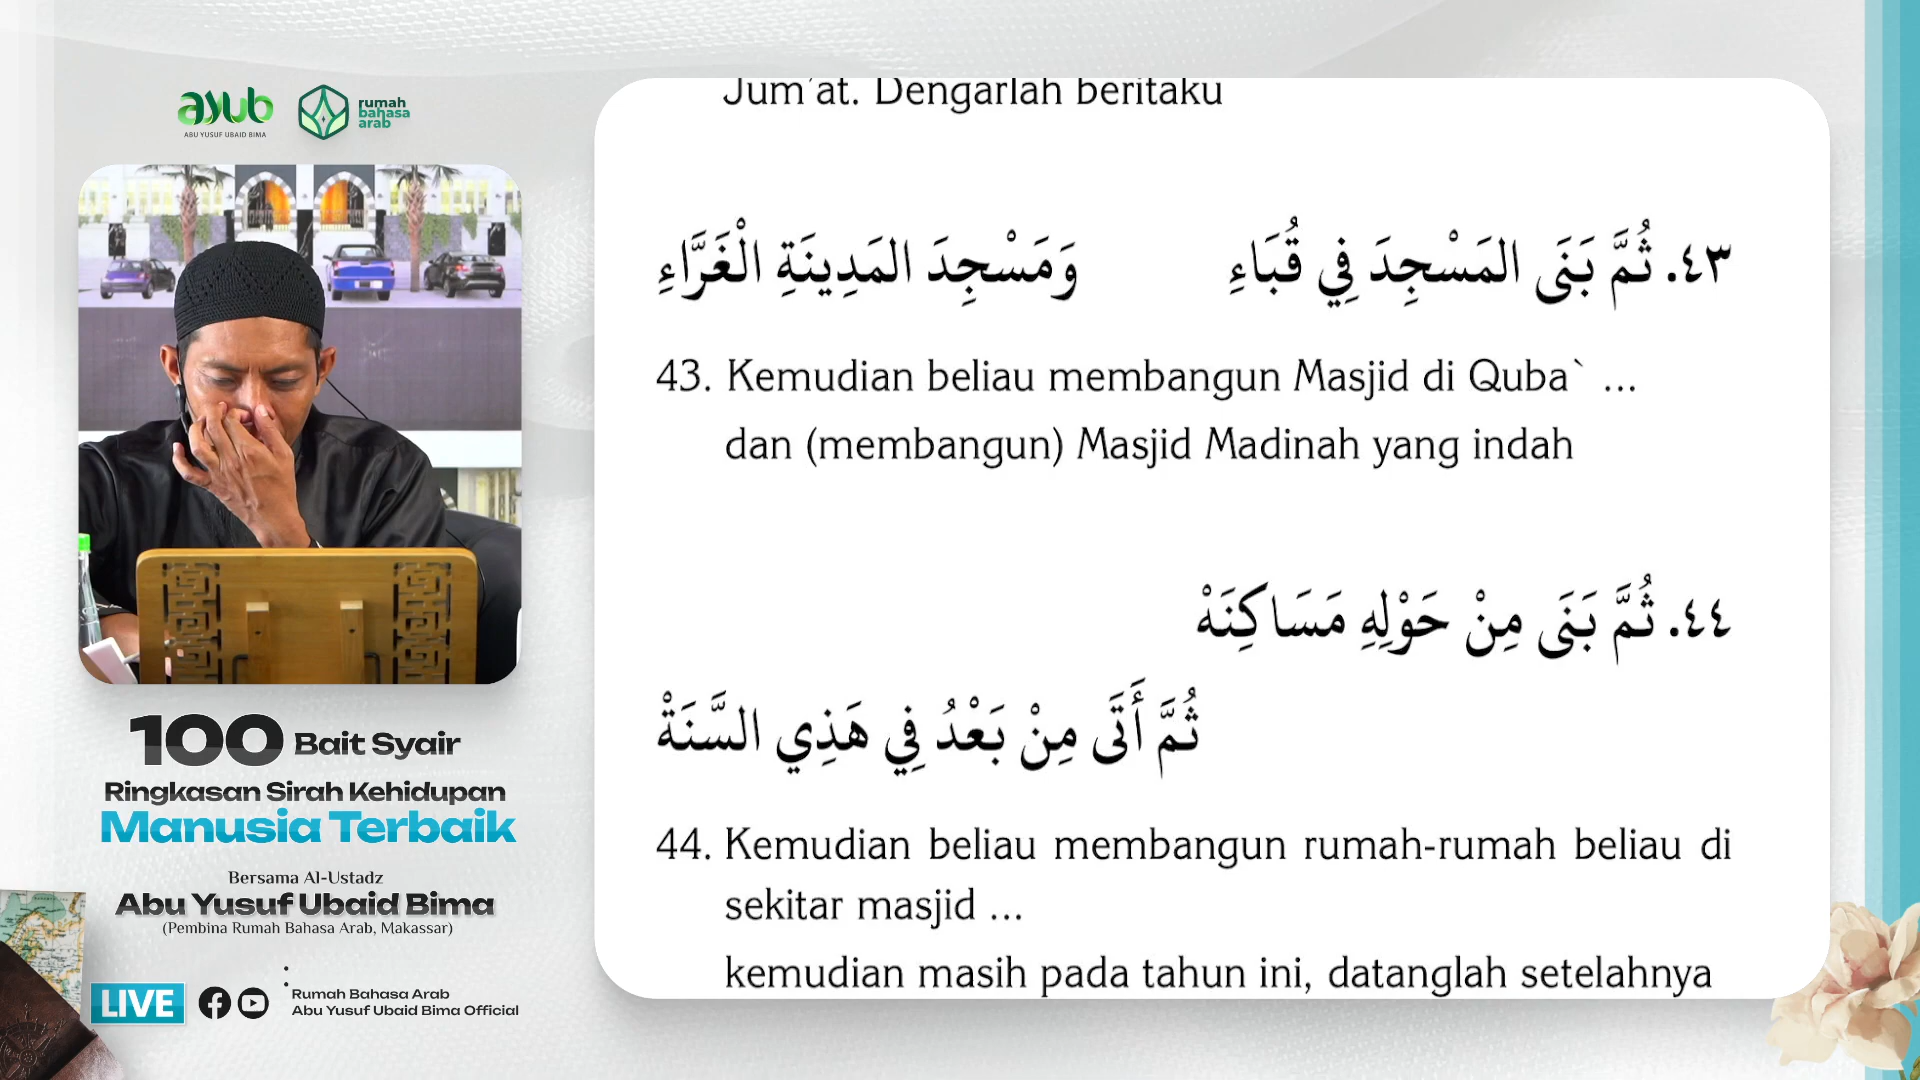 ayub
ABU YUSUF UBAID BIMA
rumah
bahasa
arab
100 Bait Syair
Ringkasan Sirah Kehidupan
Manusia Terbaik
Bersama Al-Ustadz
Abu Yusuf Ubaid Bima
(Pembina Rumah Bahasa Arab, Makassar)
:
LIVE
: Rumah Bahasa Arab
Abu Yusuf Ubaid Bima Official
Jum'at. Dengarlah beritaku
٤٣. ثُمَّ بَنَى المَسْجِدَ فِي قُبَاءِ وَمَسْجِدَ المَدِينَةِ الْغَرَّاءِ
43. Kemudian beliau membangun Masjid di Quba` ...
dan (membangun) Masjid Madinah yang indah
٤٤. ثُمَّ بَنَى مِنْ حَوْلِهِ مَسَاكِنَهْ
ثُمَّ أَتَى مِنْ بَعْدُ فِي هَذِي السَّنَةْ
44. Kemudian beliau membangun rumah-rumah beliau di
sekitar masjid ...
kemudian masih pada tahun ini, datanglah setelahnya